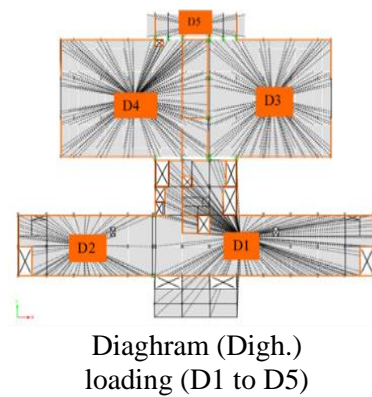 D5
D4
D3
D2
D1
Diaghram (Digh.)
loading (D1 to D5)